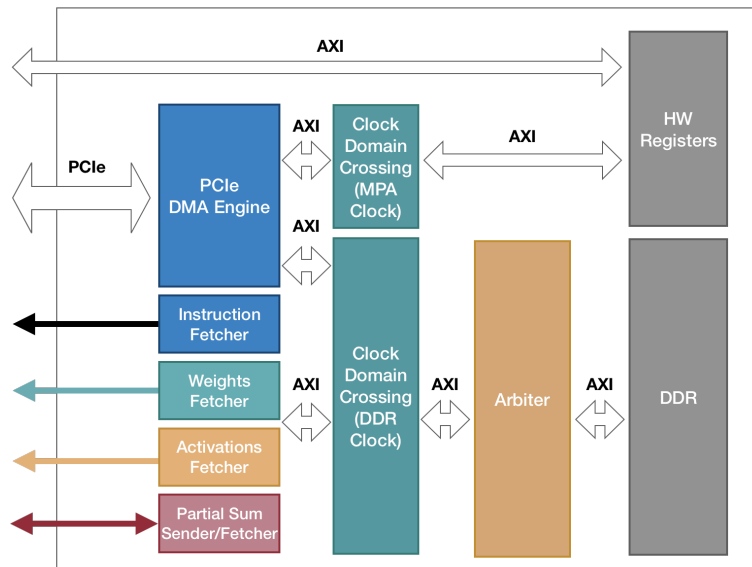 AXI
HW
Registers
PCIe
PCIe
DMA Engine
AXI
Clock
Domain
Crossing
(MPA
Clock)
AXI
AXI
Instruction
Fetcher
Weights
Fetcher
Activations
Fetcher
Partial Sum
Sender/Fetcher
AXI
Clock
Domain
Crossing
(DDR
Clock)
AXI
Arbiter
AXI
DDR